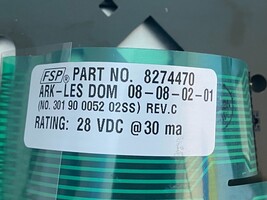 FSP® PART NO. 8274470
ARK-LES DOM 08-08-02-01
(NO. 301 90 0052 02SS) REV.C
RATING: 28 VDC @30 ma